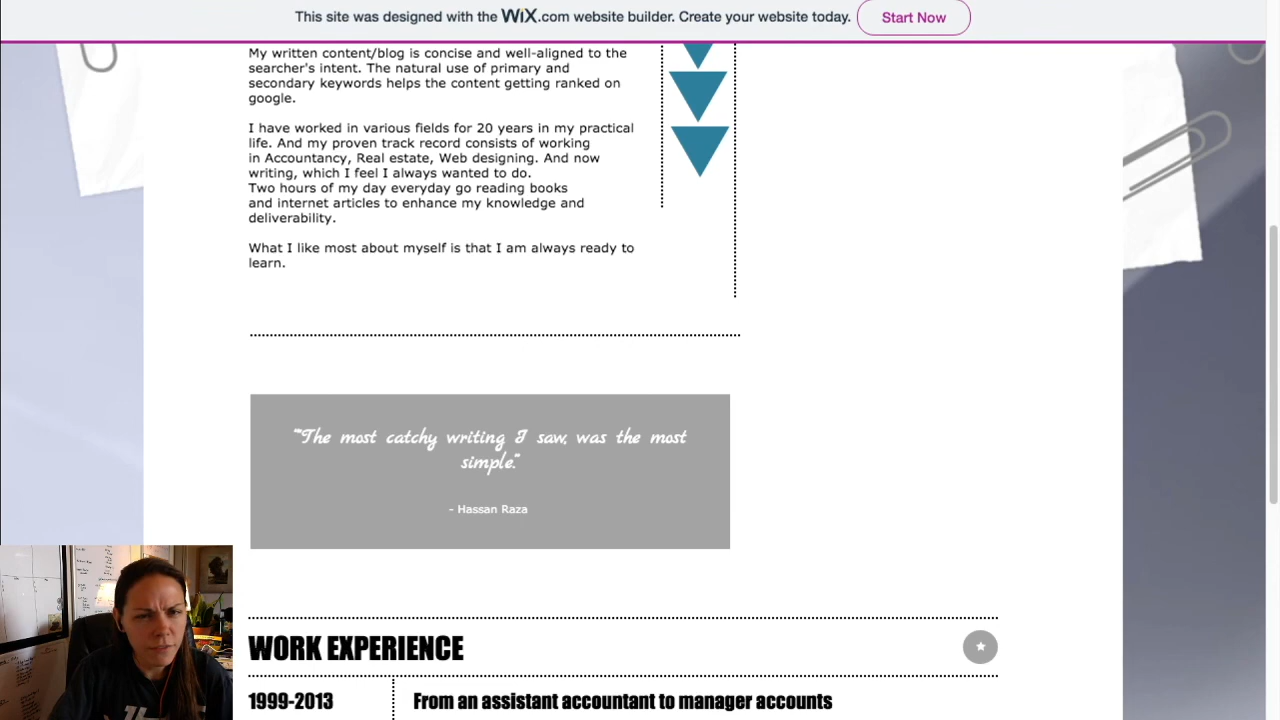 This site was designed with the WiX.com website builder. Create your website today.
Start Now
My written content/blog is concise and well-aligned to the
searcher's intent. The natural use of primary and
secondary keywords helps the content getting ranked on
google.
I have worked in various fields for 20 years in my practical
life. And my proven track record consists of working
in Accountancy, Real estate, Web designing. And now
writing, which I feel I always wanted to do.
Two hours of my day everyday go reading books
and internet articles to enhance my knowledge and
deliverability.
What I like most about myself is that I am always ready to
learn.
""The most catchy writing I saw, was the most
simple."
- Hassan Raza
WORK EXPERIENCE
1999-2013
From an assistant accountant to manager accounts